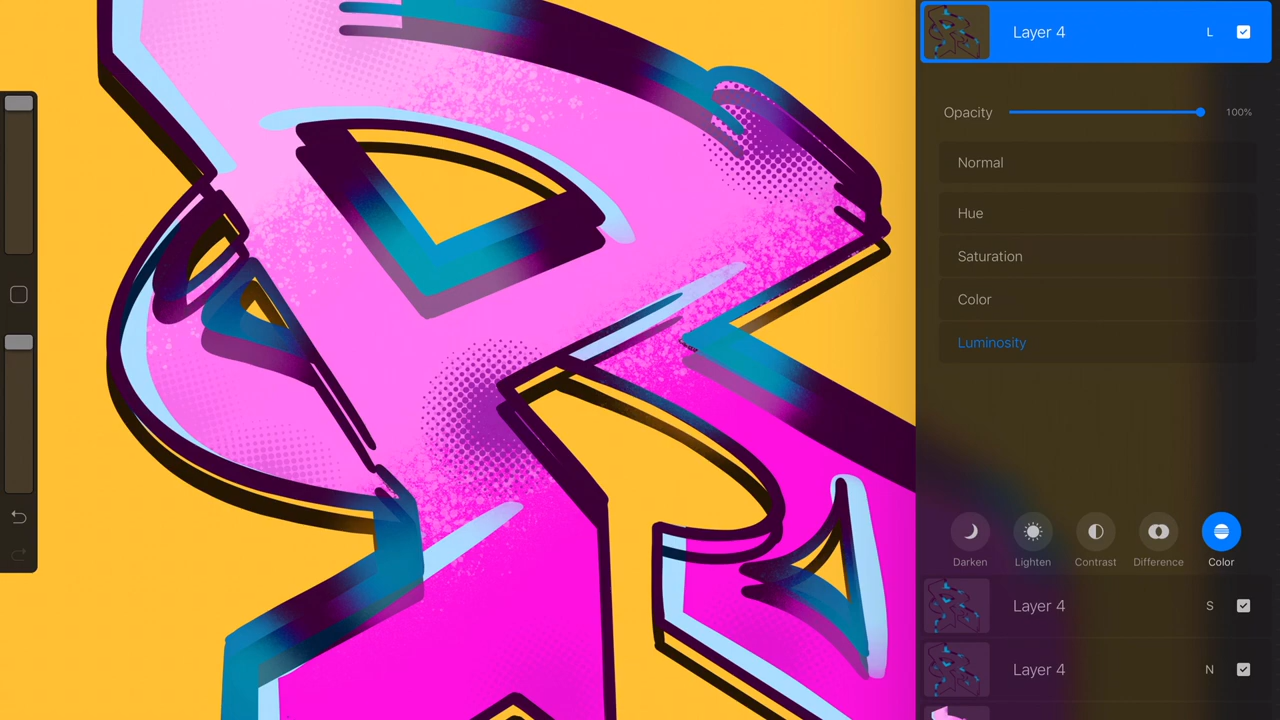 Layer 4 L
Opacity 100%
Normal
Hue
Saturation
Color
Luminosity
Darken Lighten Contrast Difference Color
Layer 4 S
Layer 4 N